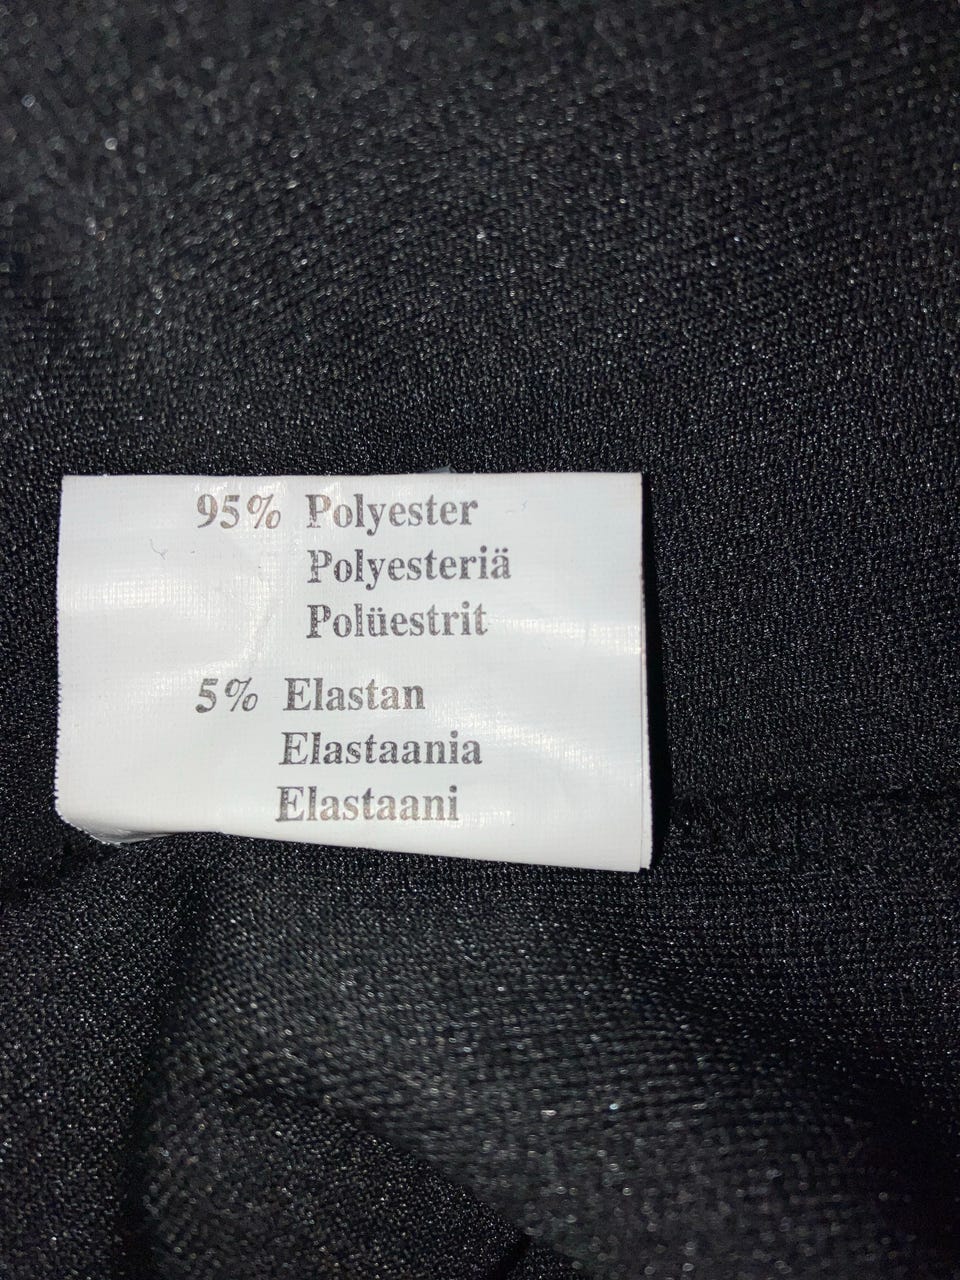 95% Polyester
Polyesteriä
Polüestrit
5% Elastan
Elastaania
Elastaani